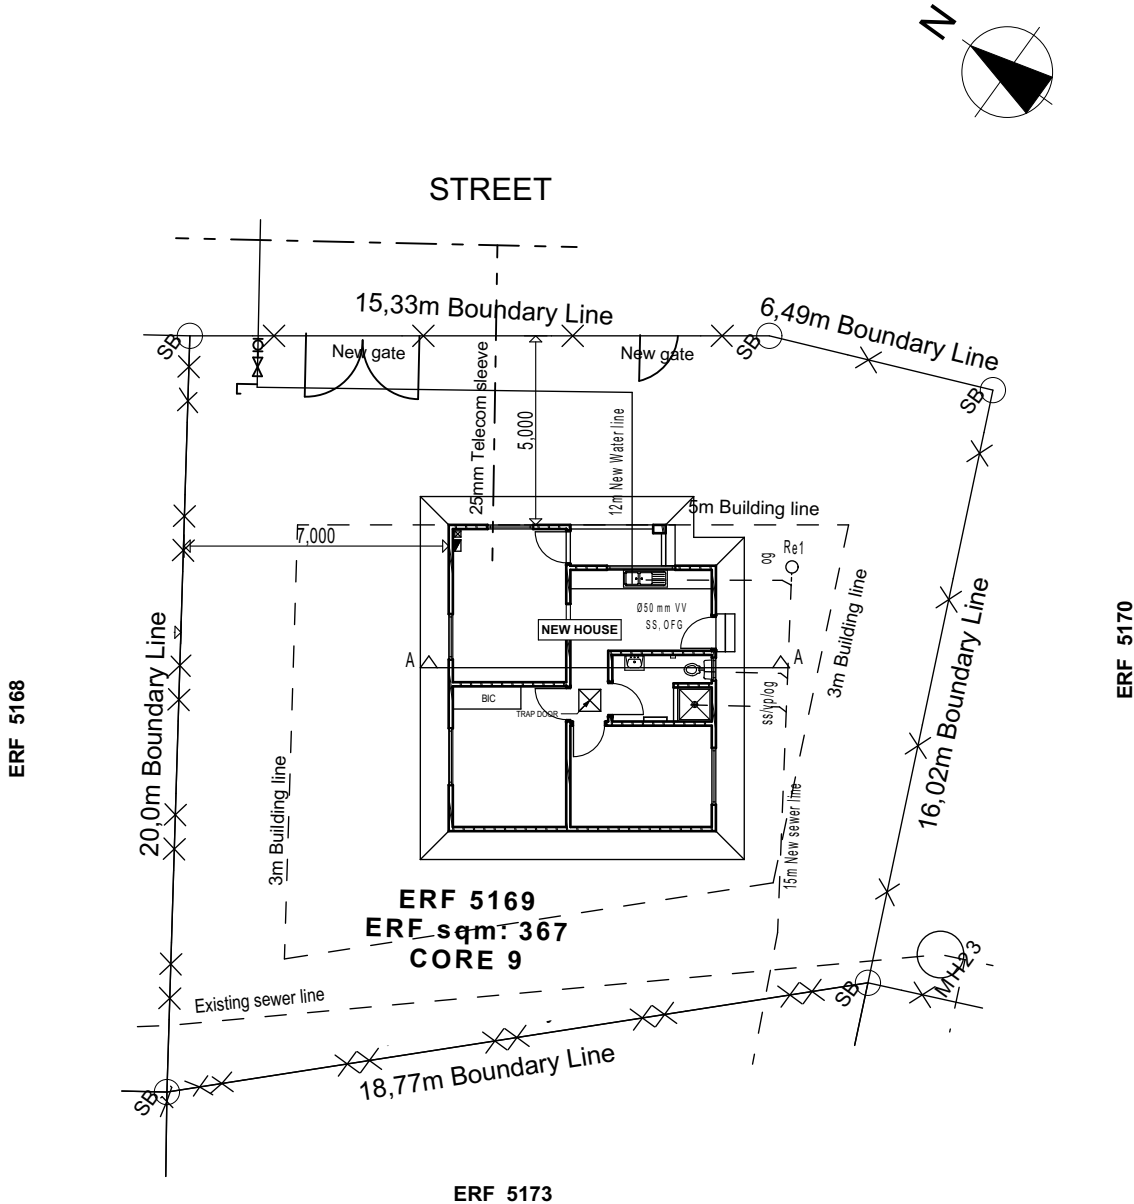 N
STREET
15,33m Boundary Line
6,49m Boundary Line
SB
New gate
New gate
SB
SB
25mm Telecom sleeve
5,000
12m New Water line
5m Building line
7,000
og
Re1
Ø50 mm VV
SS, OFG
NEW HOUSE
A
A
3m Building line
BIC
TRAP DOOR
ss/vp/og
20,0m Boundary Line
16,02m Boundary Line
ERF 5168
ERF 5170
3m Building line
15m New sewer line
ERF 5169
ERF sqm: 367
CORE 9
Existing sewer line
MH23
SB
18,77m Boundary Line
SB
ERF 5173